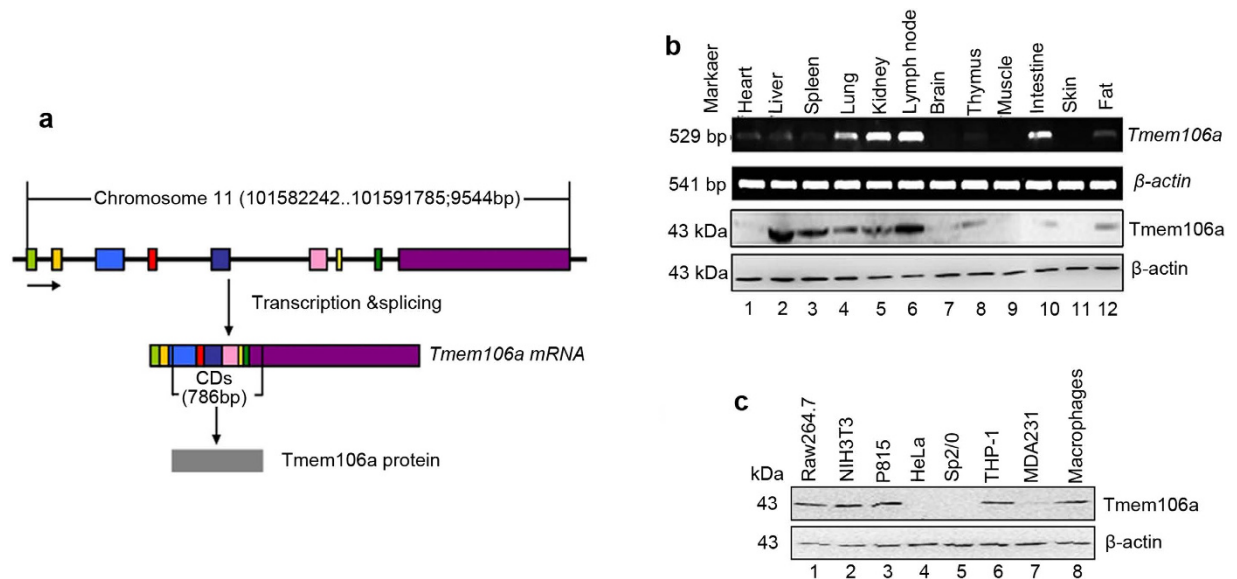 a
Chromosome 11 (101582242..101591785;9544bp)
Transcription &splicing
Tmem106a mRNA
CDs
(786bp)
Tmem106a protein
b
Markaer
Heart
Liver
Spleen
Lung
Kidney
Lymph node
Brain
Thymus
Muscle
Intestine
Skin
Fat
529 bp
Tmem106a
541 bp
β-actin
43 kDa
Tmem106a
43 kDa
β-actin
1 2 3 4 5 6 7 8 9 10 11 12
c
kDa
Raw264.7
NIH3T3
P815
HeLa
Sp2/0
THP-1
MDA231
Macrophages
43
Tmem106a
43
β-actin
1 2 3 4 5 6 7 8